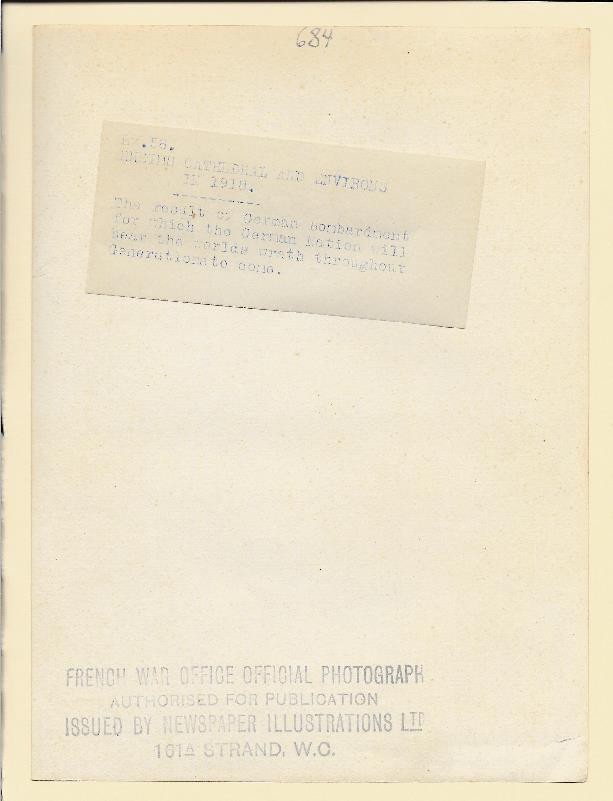 684
CATHEDRAL AND ENVIRONS
IN 1918.
----------
The result of German Bombardment
for which the German Nation will
bear the worlds wrath throughout
Generationsto come.
FRENCH WAR OFFICE OFFICIAL PHOTOGRAPH
AUTHORISED FOR PUBLICATION
ISSUED BY NEWSPAPER ILLUSTRATIONS LTD
161A STRAND, W.C.